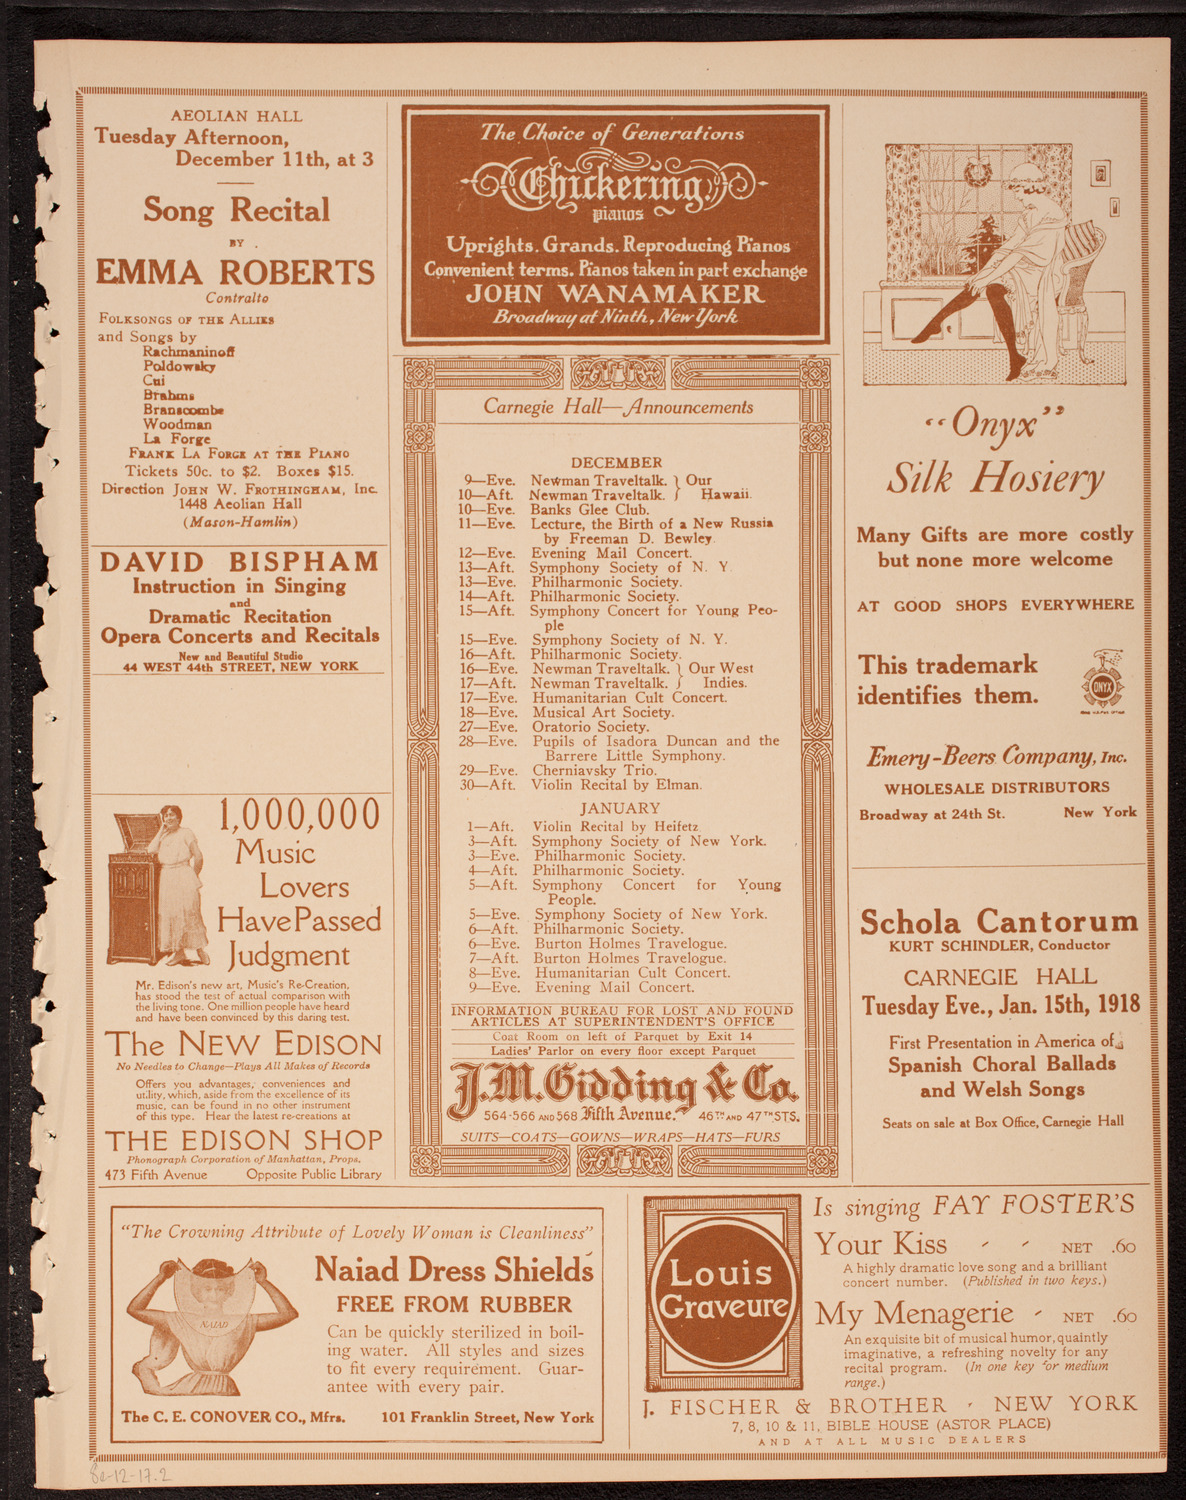 AEOLIAN HALL
Tuesday Afternoon,
December 11th, at 3
Song Recital
BY
EMMA ROBERTS
Contralto
FOLKSONGS OF THE ALLIES
and Songs by
Rachmaninoff
Poldowsky
Cui
Brahms
Branscombe
Woodman
La Forge
FRANK LA FORGE AT THE PIANO
Tickets 50c. to $2. Boxes $15.
Direction JOHN W. FROTHINGHAM, Inc.
1448 Aeolian Hall
(Mason-Hamlin)
DAVID BISPHAM
Instruction in Singing
and
Dramatic Recitation
Opera Concerts and Recitals
New and Beautiful Studio
44 WEST 44th STREET, NEW YORK
1,000,000
Music
Lovers
Have Passed
Judgment
Mr. Edison's new art, Music's Re-Creation,
has stood the test of actual comparison with
the living tone. One million people have heard
and have been convinced by this daring test.
The NEW EDISON
No Needles to Change—Plays All Makes of Records
Offers you advantages, conveniences and
utility, which, aside from the excellence of its
music, can be found in no other instrument
of this type. Hear the latest re-creations at
THE EDISON SHOP
Phonograph Corporation of Manhattan, Props.
473 Fifth Avenue Opposite Public Library
The Choice of Generations
Chickering
pianos
Uprights. Grands. Reproducing Pianos
Convenient terms. Pianos taken in part exchange
JOHN WANAMAKER
Broadway at Ninth, New York
Carnegie Hall—Announcements
DECEMBER
9—Eve. Newman Traveltalk. } Our
10—Aft. Newman Traveltalk. } Hawaii.
10—Eve. Banks Glee Club.
11—Eve. Lecture, the Birth of a New Russia
by Freeman D. Bewley.
12—Eve. Evening Mail Concert.
13—Aft. Symphony Society of N. Y.
13—Eve. Philharmonic Society.
14—Aft. Philharmonic Society.
15—Aft. Symphony Concert for Young Peo-
ple
15—Eve. Symphony Society of N. Y.
16—Aft. Philharmonic Society.
16—Eve. Newman Traveltalk. } Our West
17—Aft. Newman Traveltalk. } Indies.
17—Eve. Humanitarian Cult Concert.
18—Eve. Musical Art Society.
27—Eve. Oratorio Society.
28—Eve. Pupils of Isadora Duncan and the
Barrere Little Symphony.
29—Eve. Cherniavsky Trio.
30—Aft. Violin Recital by Elman.
JANUARY
1—Aft. Violin Recital by Heifetz
3—Aft. Symphony Society of New York.
3—Eve. Philharmonic Society.
4—Aft. Philharmonic Society.
5—Aft. Symphony Concert for Young
People.
5—Eve. Symphony Society of New York.
6—Aft. Philharmonic Society.
6—Eve. Burton Holmes Travelogue.
7—Aft. Burton Holmes Travelogue.
8—Eve. Humanitarian Cult Concert.
9—Eve. Evening Mail Concert.
INFORMATION BUREAU FOR LOST AND FOUND
ARTICLES AT SUPERINTENDENT'S OFFICE
Coat Room on left of Parquet by Exit 14
Ladies' Parlor on every floor except Parquet
J.M. Gidding & Co.
564-566 AND 568 Fifth Avenue. 46TH AND 47TH STS.
SUITS—COATS—GOWNS—WRAPS—HATS—FURS
"Onyx"
Silk Hosiery
Many Gifts are more costly
but none more welcome
AT GOOD SHOPS EVERYWHERE
This trademark
identifies them.
ONYX
Emery-Beers Company, Inc.
WHOLESALE DISTRIBUTORS
Broadway at 24th St. New York
Schola Cantorum
KURT SCHINDLER, Conductor
CARNEGIE HALL
Tuesday Eve., Jan. 15th, 1918
First Presentation in America of
Spanish Choral Ballads
and Welsh Songs
Seats on sale at Box Office, Carnegie Hall
"The Crowning Attribute of Lovely Woman is Cleanliness"
NAIAD
Naiad Dress Shields
FREE FROM RUBBER
Can be quickly sterilized in boil-
ing water. All styles and sizes
to fit every requirement. Guar-
antee with every pair.
The C. E. CONOVER CO., Mfrs. 101 Franklin Street, New York
Louis
Graveure
Is singing FAY FOSTER'S
Your Kiss - - NET .60
A highly dramatic love song and a brilliant
concert number. (Published in two keys.)
My Menagerie - NET .60
An exquisite bit of musical humor, quaintly
imaginative, a refreshing novelty for any
recital program. (In one key for medium
range.)
J. FISCHER & BROTHER - NEW YORK
7, 8, 10 & 11, BIBLE HOUSE (ASTOR PLACE)
AND AT ALL MUSIC DEALERS
8e-12-17.2